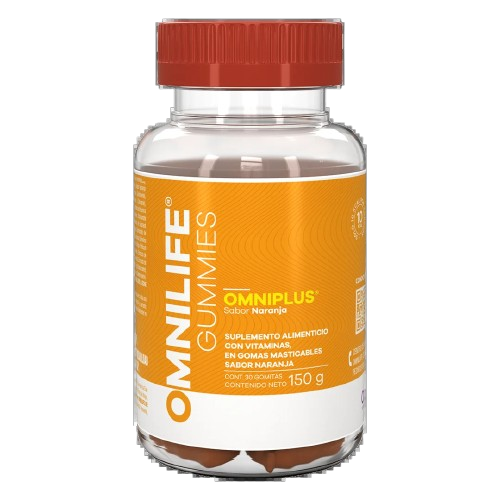 OMNILIFE®
GUMMIES
OMNIPLUS®
Sabor Naranja
SUPLEMENTO ALIMENTICIO
CON VITAMINAS,
EN GOMAS MASTICABLES
SABOR NARANJA
CONT. 30 GOMITAS
CONTENIDO NETO 150 g
10